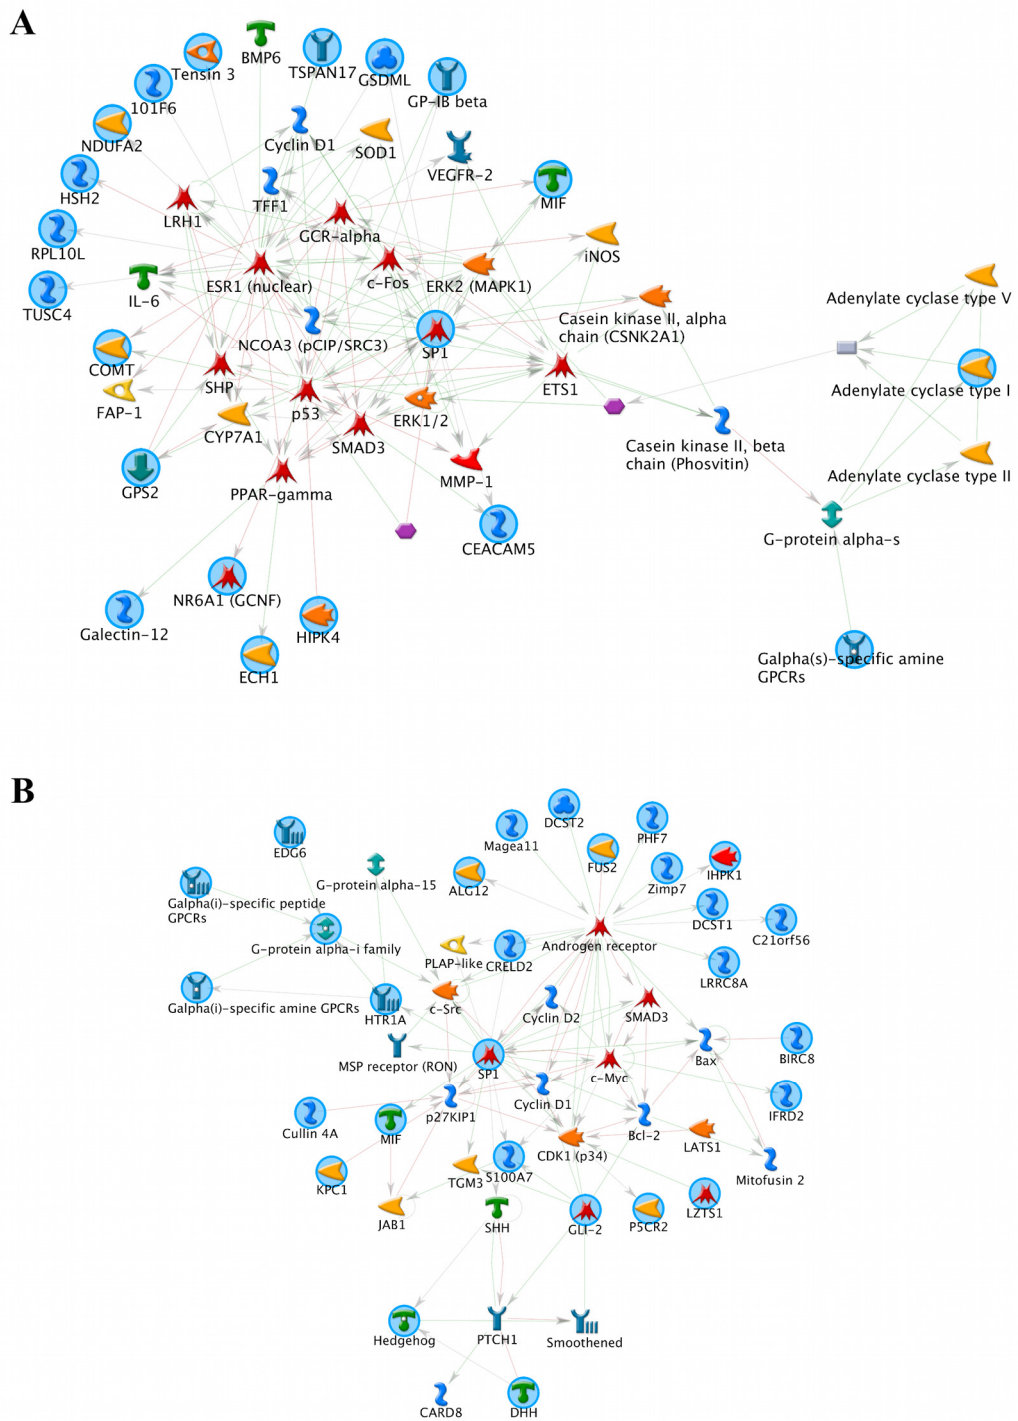 A
BMP6
Tensin 3
TSPAN17
GSDML
101F6
GP-IB beta
Cyclin D1
NDUFA2
SOD1
VEGFR-2
HSH2
TFF1
MIF
LRH1
GCR-alpha
RPL10L
iNOS
ESR1 (nuclear)
c-Fos
ERK2 (MAPK1)
IL-6
TUSC4
Adenylate cyclase type V
Casein kinase II, alpha
chain (CSNK2A1)
NCOA3 (pCIP/SRC3)
SP1
COMT
SHP
ETS1
Adenylate cyclase type I
FAP-1
p53
ERK1/2
CYP7A1
SMAD3
Casein kinase II, beta
chain (Phosvitin)
Adenylate cyclase type II
MMP-1
GPS2
PPAR-gamma
G-protein alpha-s
CEACAM5
NR6A1 (GCNF)
Galectin-12
HIPK4
ECH1
Galpha(s)-specific amine
GPCRs
B
DCST2
PHF7
Magea11
EDG6
FUS2
IHPK1
G-protein alpha-15
ALG12
Zimp7
Galpha(i)-specific peptide
GPCRs
DCST1
C21orf56
G-protein alpha-i family
Androgen receptor
PLAP-like
CRELD2
LRRC8A
Galpha(i)-specific amine GPCRs
HTR1A
c-Src
Cyclin D2
SMAD3
MSP receptor (RON)
SP1
c-Myc
Bax
BIRC8
Cyclin D1
IFRD2
p27KIP1
Cullin 4A
MIF
Bcl-2
LATS1
CDK1 (p34)
KPC1
TGM3
S100A7
Mitofusin 2
JAB1
SHH
GLI-2
P5CR2
LZTS1
Hedgehog
PTCH1
Smoothened
CARD8
DHH